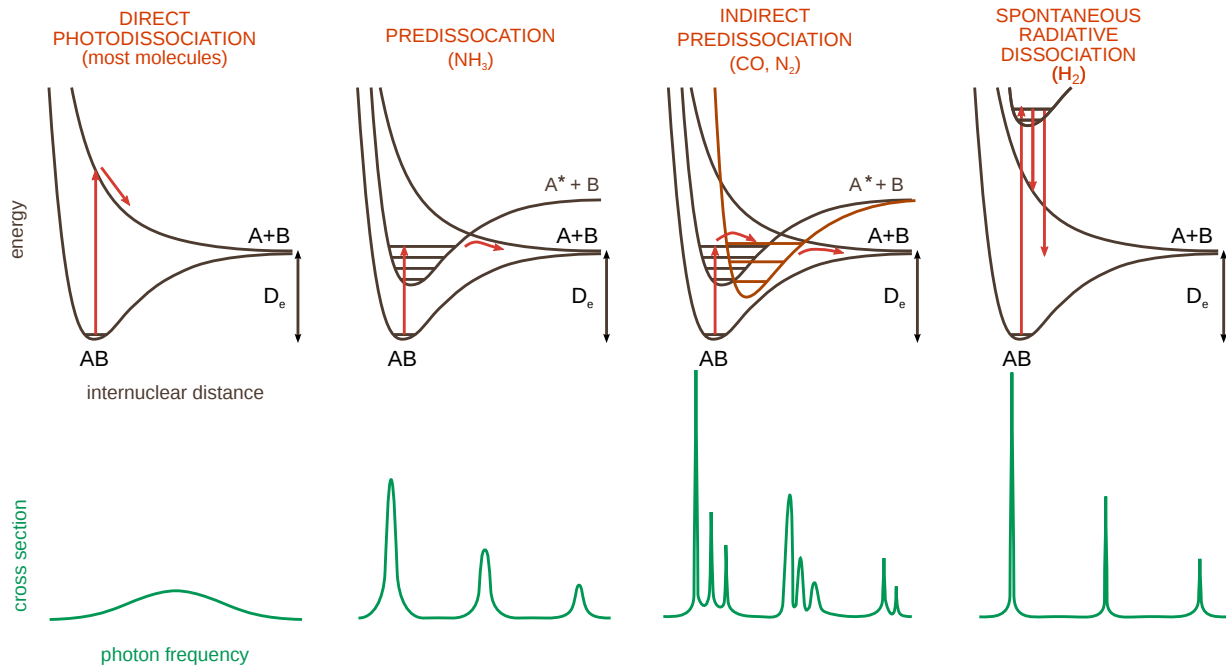 DIRECT
PHOTODISSOCIATION
(most molecules)
PREDISSOCATION
(NH₃)
INDIRECT
PREDISSOCIATION
(CO, N₂)
SPONTANEOUS
RADIATIVE
DISSOCIATION
(H₂)
energy
A+B
Dₑ
AB
A* + B
A+B
Dₑ
AB
A* + B
A+B
Dₑ
AB
A+B
Dₑ
AB
internuclear distance
cross section
photon frequency